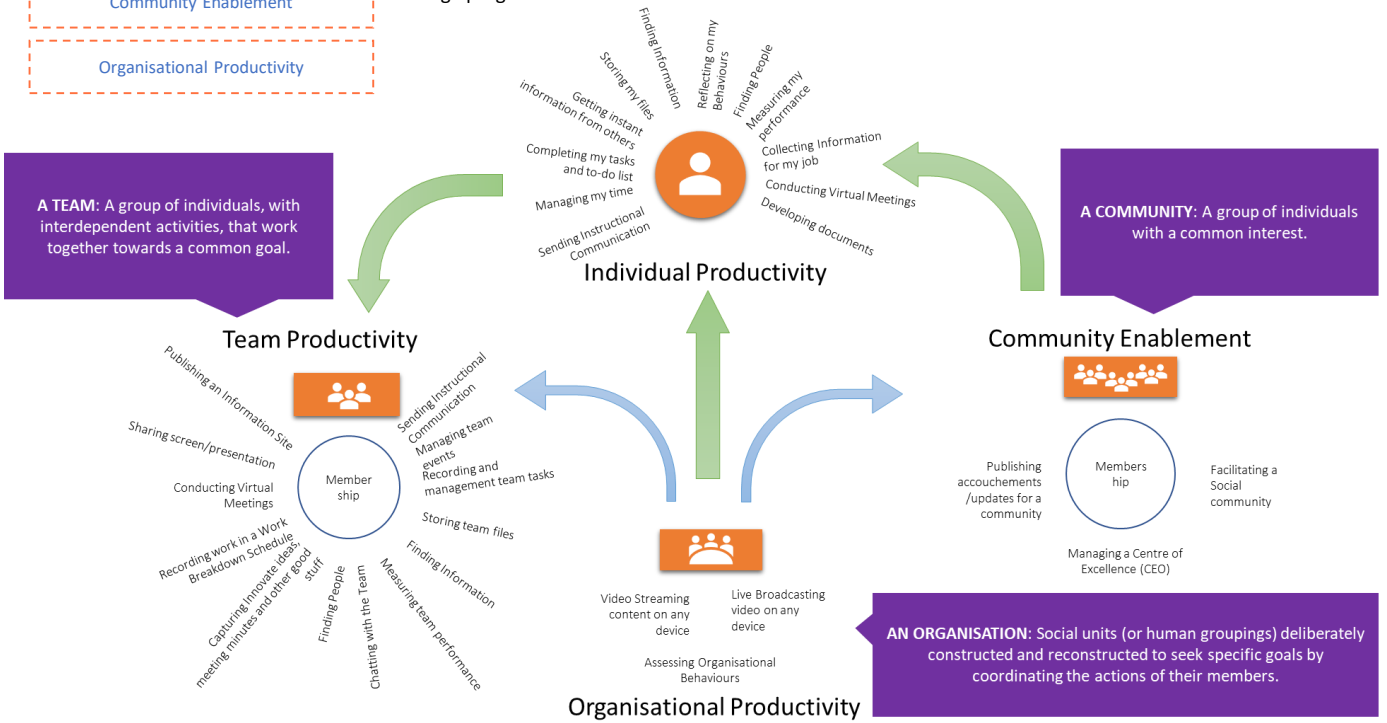 Community Enablement
Organisational Productivity
Finding Information
Reflecting on my
Behaviours
Finding People
Measuring my
performance
Storing my files
Getting instant
information from others
Completing my tasks
and to-do list
Managing my time
Sending Instructional
Communication
Collecting Information
for my job
Conducting Virtual Meetings
Developing documents
Individual Productivity
A TEAM: A group of individuals, with
interdependent activities, that work
together towards a common goal.
A COMMUNITY: A group of individuals
with a common interest.
Team Productivity
Publishing an Information Site
Sharing screen/presentation
Conducting Virtual
Meetings
Recording work in a Work
Breakdown Schedule
Capturing Innovate ideas,
meeting minutes and other good
stuff
Finding People
Chatting with the Team
Measuring team performance
Finding Information
Storing team files
Recording and
management team tasks
Managing team
events
Sending Instructional
Communication
Member
ship
Community Enablement
Publishing
accouchements
/updates for a
community
Members
hip
Facilitating a
Social
community
Managing a Centre of
Excellence (CEO)
Video Streaming
content on any
device
Live Broadcasting
video on any
device
Assessing Organisational
Behaviours
Organisational Productivity
AN ORGANISATION: Social units (or human groupings) deliberately
constructed and reconstructed to seek specific goals by
coordinating the actions of their members.